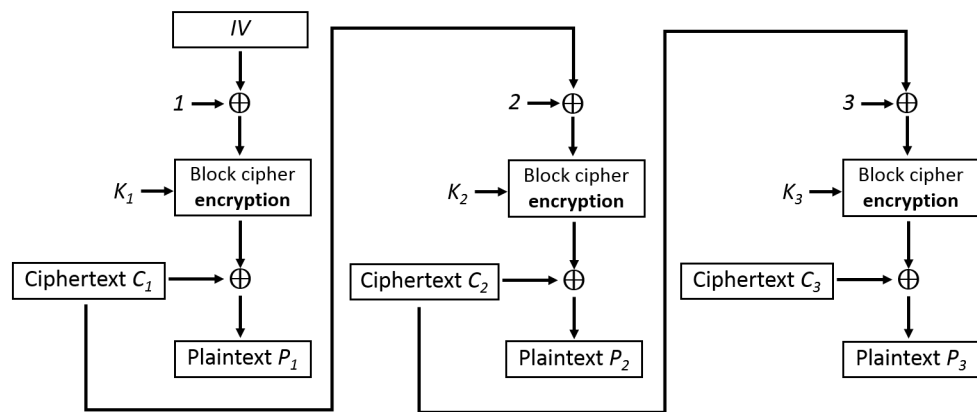 IV
1
2
3
Block cipher
encryption
Block cipher
encryption
Block cipher
encryption
K1
K2
K3
Ciphertext C1
Ciphertext C2
Ciphertext C3
Plaintext P1
Plaintext P2
Plaintext P3